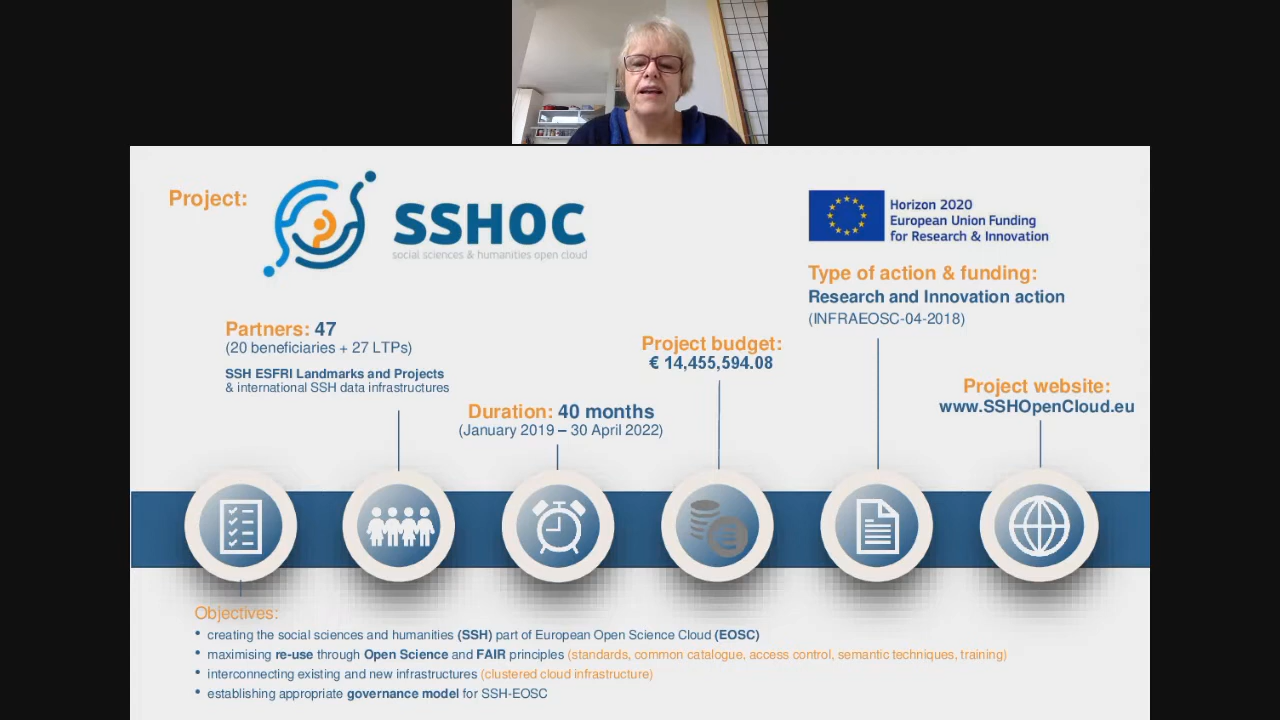 Project:
SSHOC
social sciences & humanities open cloud
Horizon 2020
European Union Funding
for Research & Innovation
Type of action & funding:
Research and Innovation action
(INFRAEOSC-04-2018)
Partners: 47
(20 beneficiaries + 27 LTPs)
SSH ESFRI Landmarks and Projects
& international SSH data infrastructures
Project budget:
€ 14,455,594.08
Duration: 40 months
(January 2019 – 30 April 2022)
Project website:
www.SSHOpenCloud.eu
Objectives:
• creating the social sciences and humanities (SSH) part of European Open Science Cloud (EOSC)
• maximising re-use through Open Science and FAIR principles (standards, common catalogue, access control, semantic techniques, training)
• interconnecting existing and new infrastructures (clustered cloud infrastructure)
• establishing appropriate governance model for SSH-EOSC